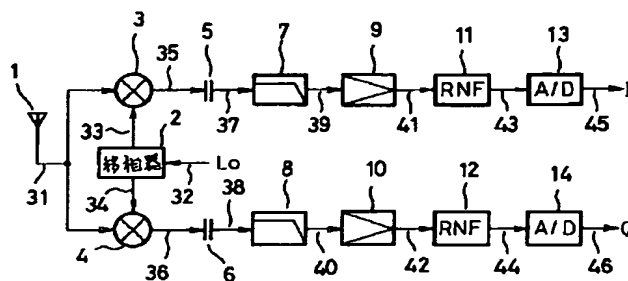 3 35 5 7 9 11 13
1
RNF A/D I
33 2 37 39 41 43 45
移相器 Lo
31 32
34 38 8 10 12 14
RNF A/D Q
4 36 6 40 42 44 46